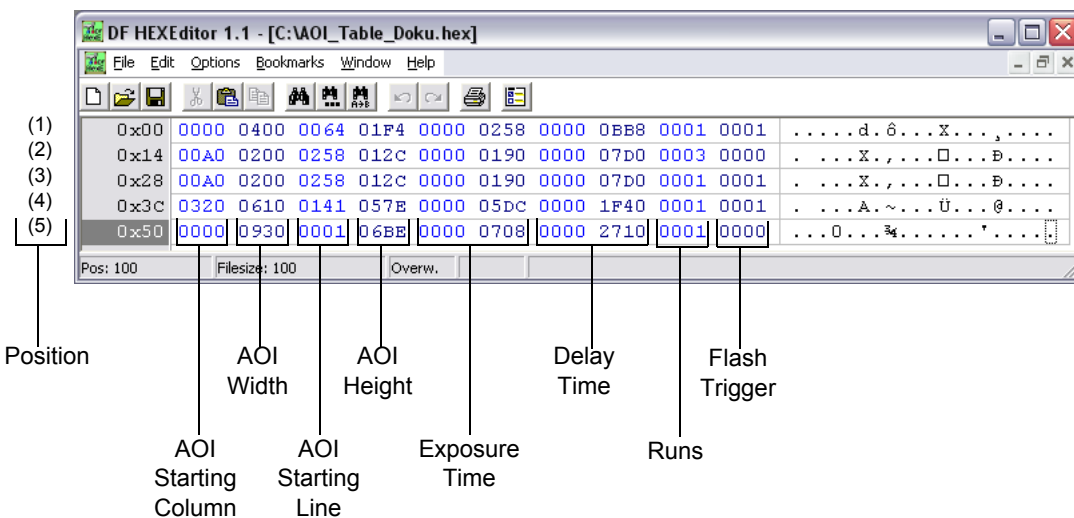 DF HEXEditor 1.1 - [C:\AOI_Table_Doku.hex]
File Edit Options Bookmarks Window Help
(1) 0x00 0000 0400 0064 01F4 0000 0258 0000 0BB8 0001 0001 .....d.ô...X...¸....
(2) 0x14 00A0 0200 0258 012C 0000 0190 0000 07D0 0003 0000 . ...X.,...□...Ð....
(3) 0x28 00A0 0200 0258 012C 0000 0190 0000 07D0 0001 0001 . ...X.,...□...Ð....
(4) 0x3C 0320 0610 0141 057E 0000 05DC 0000 1F40 0001 0001 . ...A.~...Ü...@....
(5) 0x50 0000 0930 0001 06BE 0000 0708 0000 2710 0001 0000 ...0...¾......'.....
Pos: 100 Filesize: 100 Overw.
Position
AOI Width
AOI Height
Delay Time
Flash Trigger
AOI Starting Column
AOI Starting Line
Exposure Time
Runs